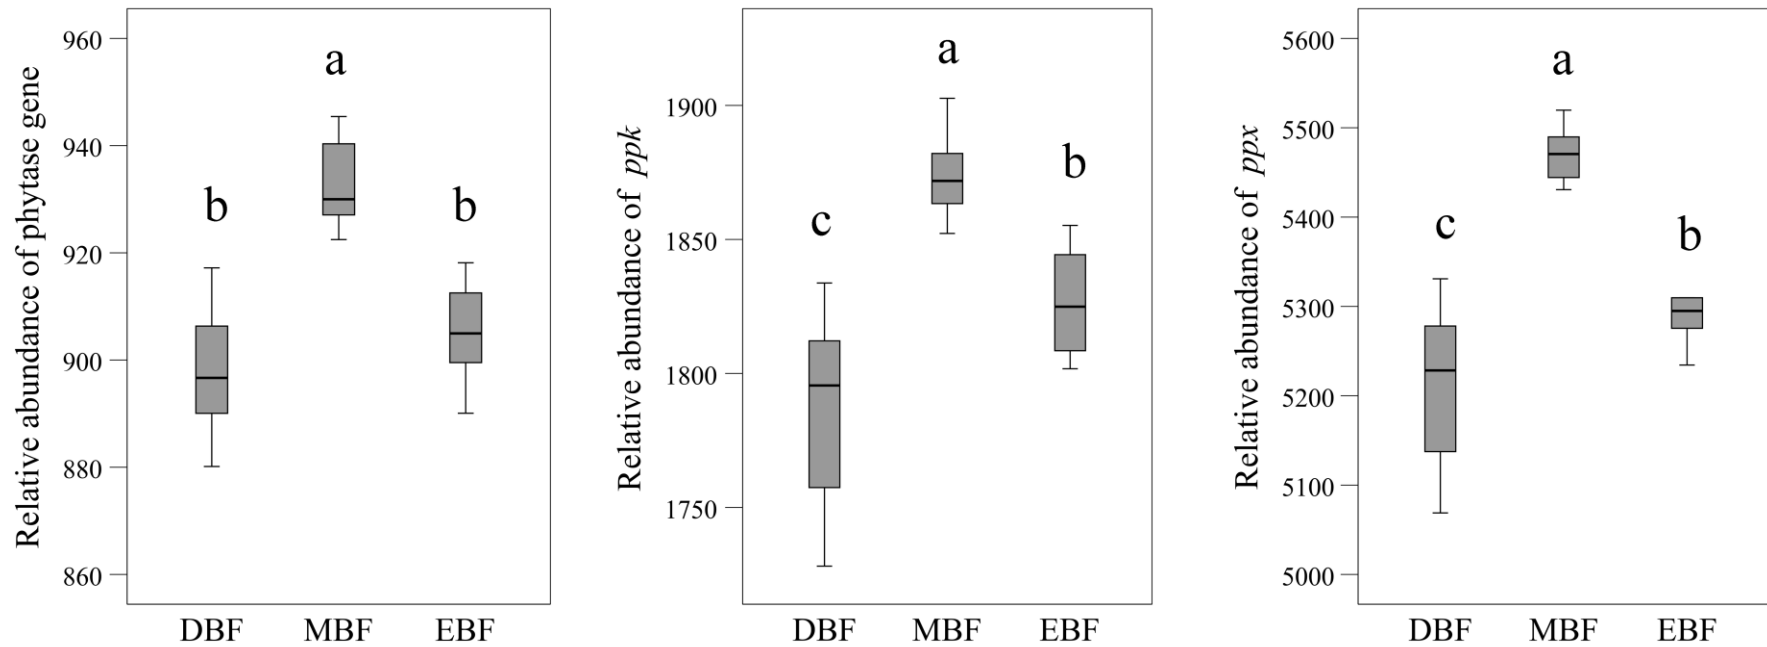 Relative abundance of phytase gene
960
940
920
900
880
860
b
a
b
DBF MBF EBF
Relative abundance of ppk
1900
1850
1800
1750
c
a
b
DBF MBF EBF
Relative abundance of ppx
5600
5500
5400
5300
5200
5100
5000
c
a
b
DBF MBF EBF